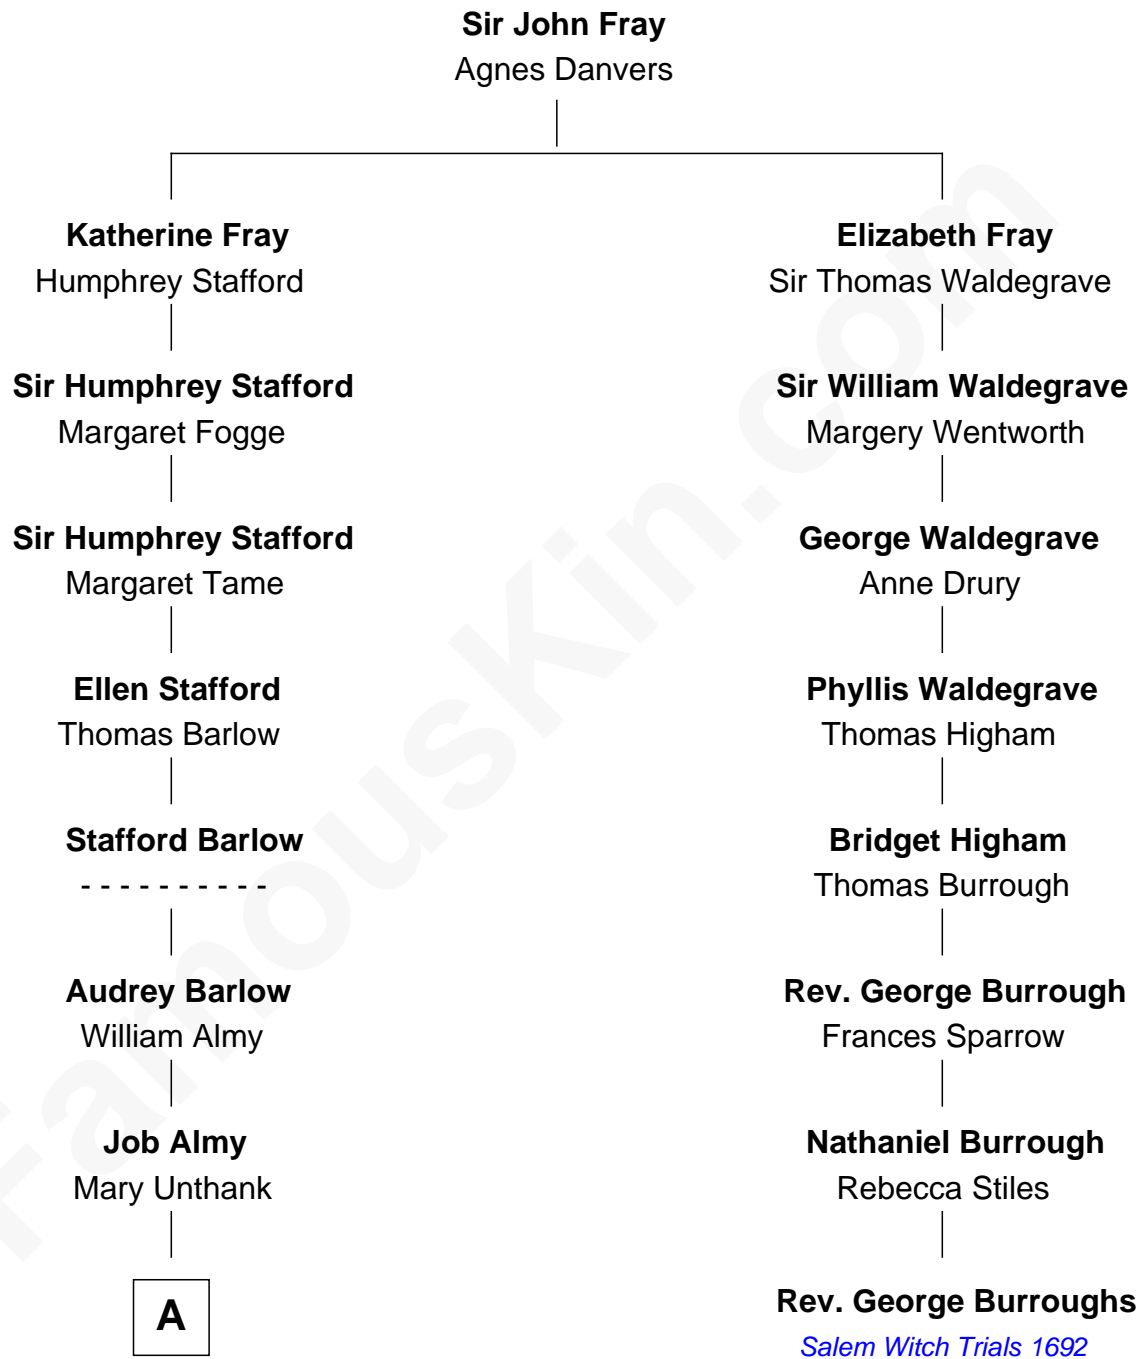 Sir John Fray
Agnes Danvers
Katherine Fray
Humphrey Stafford
Elizabeth Fray
Sir Thomas Waldegrave
Sir Humphrey Stafford
Margaret Fogge
Sir William Waldegrave
Margery Wentworth
Sir Humphrey Stafford
Margaret Tame
George Waldegrave
Anne Drury
Ellen Stafford
Thomas Barlow
Phyllis Waldegrave
Thomas Higham
Stafford Barlow
- - - - - - - - - -
Bridget Higham
Thomas Burrough
Audrey Barlow
William Almy
Rev. George Burrough
Frances Sparrow
Job Almy
Mary Unthank
Nathaniel Burrough
Rebecca Stiles
A
Rev. George Burroughs
Salem Witch Trials 1692
FamousKin.com